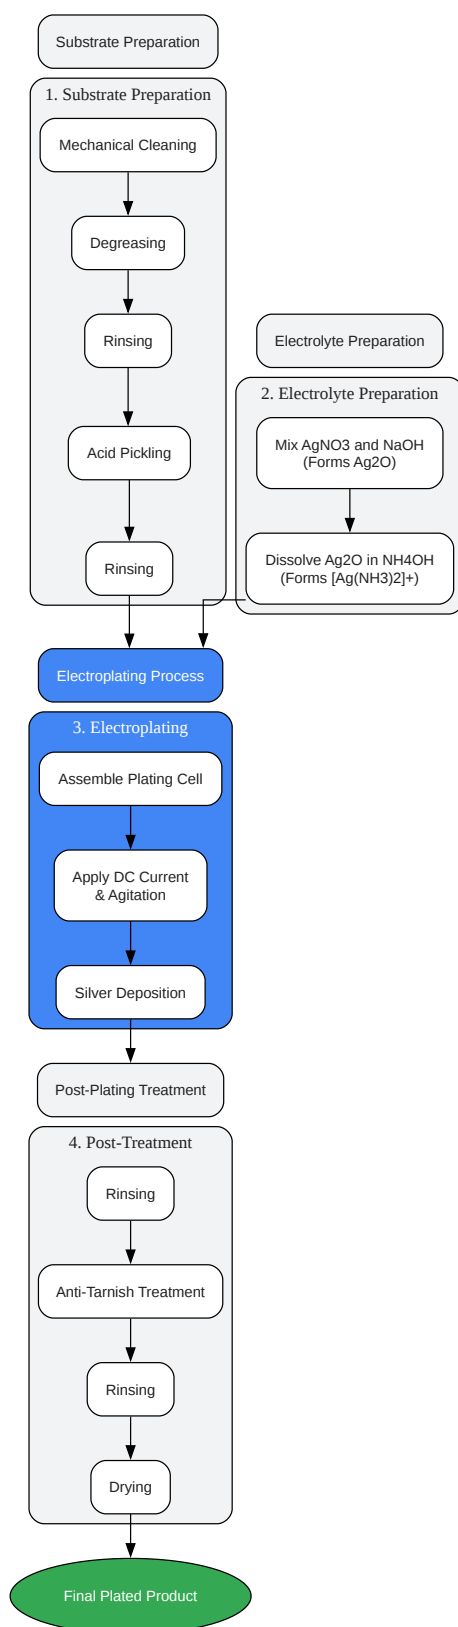 Substrate Preparation
1. Substrate Preparation
Mechanical Cleaning
Degreasing
Rinsing
Acid Pickling
Rinsing
Electrolyte Preparation
2. Electrolyte Preparation
Mix AgNO3 and NaOH
(Forms Ag2O)
Dissolve Ag2O in NH4OH
(Forms [Ag(NH3)2]+)
Electroplating Process
3. Electroplating
Assemble Plating Cell
Apply DC Current
& Agitation
Silver Deposition
Post-Plating Treatment
4. Post-Treatment
Rinsing
Anti-Tarnish Treatment
Rinsing
Drying
Final Plated Product